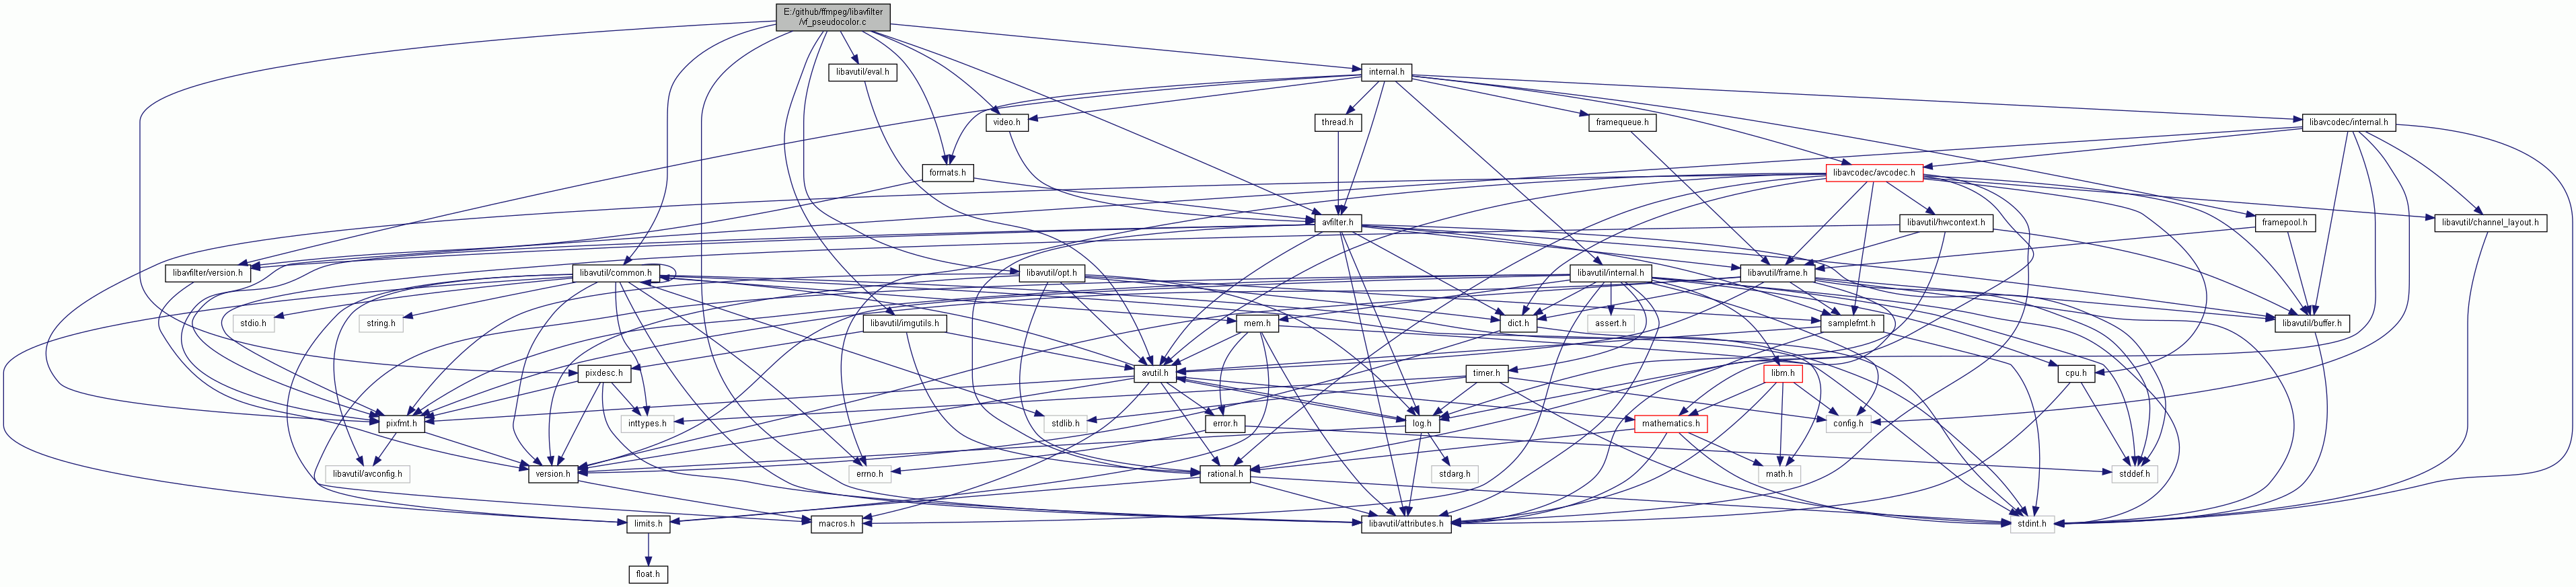 E:/github/ffmpeg/libavfilter
/vf_pseudocolor.c
libavutil/eval.h
internal.h
video.h
thread.h
framequeue.h
libavcodec/internal.h
formats.h
libavcodec/avcodec.h
avfilter.h
libavutil/hwcontext.h
framepool.h
libavutil/channel_layout.h
libavfilter/version.h
libavutil/common.h
libavutil/opt.h
libavutil/internal.h
libavutil/frame.h
stdio.h
string.h
libavutil/imgutils.h
mem.h
assert.h
dict.h
samplefmt.h
libavutil/buffer.h
pixdesc.h
avutil.h
timer.h
libm.h
cpu.h
pixfmt.h
inttypes.h
stdlib.h
error.h
log.h
mathematics.h
config.h
libavutil/avconfig.h
version.h
errno.h
rational.h
stdarg.h
math.h
stddef.h
limits.h
macros.h
libavutil/attributes.h
stdint.h
float.h